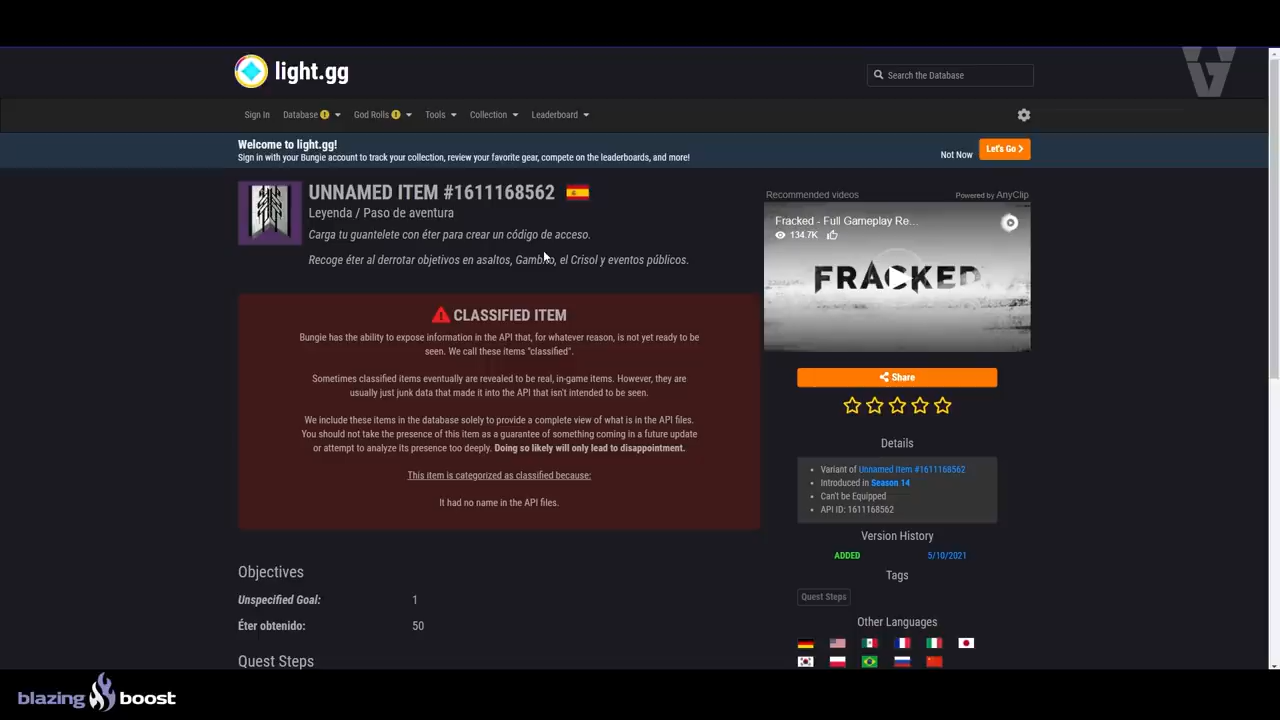 light.gg
Search the Database
Sign In Database God Rolls Tools Collection Leaderboard
Welcome to light.gg!
Sign in with your Bungie account to track your collection, review your favorite gear, compete on the leaderboards, and more!
Not Now
Let's Go
UNNAMED ITEM #1611168562
Leyenda / Paso de aventura
Carga tu guantelete con éter para crear un código de acceso.
Recoge éter al derrotar objetivos en asaltos, Gambito, el Crisol y eventos públicos.
CLASSIFIED ITEM
Bungie has the ability to expose information in the API that, for whatever reason, is not yet ready to be
seen. We call these items "classified".
Sometimes classified items eventually are revealed to be real, in-game items. However, they are
usually just junk data that made it into the API that isn't intended to be seen.
We include these items in the database solely to provide a complete view of what is in the API files.
You should not take the presence of this item as a guarantee of something coming in a future update
or attempt to analyze its presence too deeply. Doing so likely will only lead to disappointment.
This item is categorized as classified because:
It had no name in the API files.
Objectives
Unspecified Goal: 1
Éter obtenido: 50
Quest Steps
Recommended videos
Powered by AnyClip
Fracked - Full Gameplay Re...
134.7K
FRACKED
Share
Details
Variant of Unnamed Item #1611168562
Introduced in Season 14
Can't be Equipped
API ID: 1611168562
Version History
ADDED 5/10/2021
Tags
Quest Steps
Other Languages
blazing boost